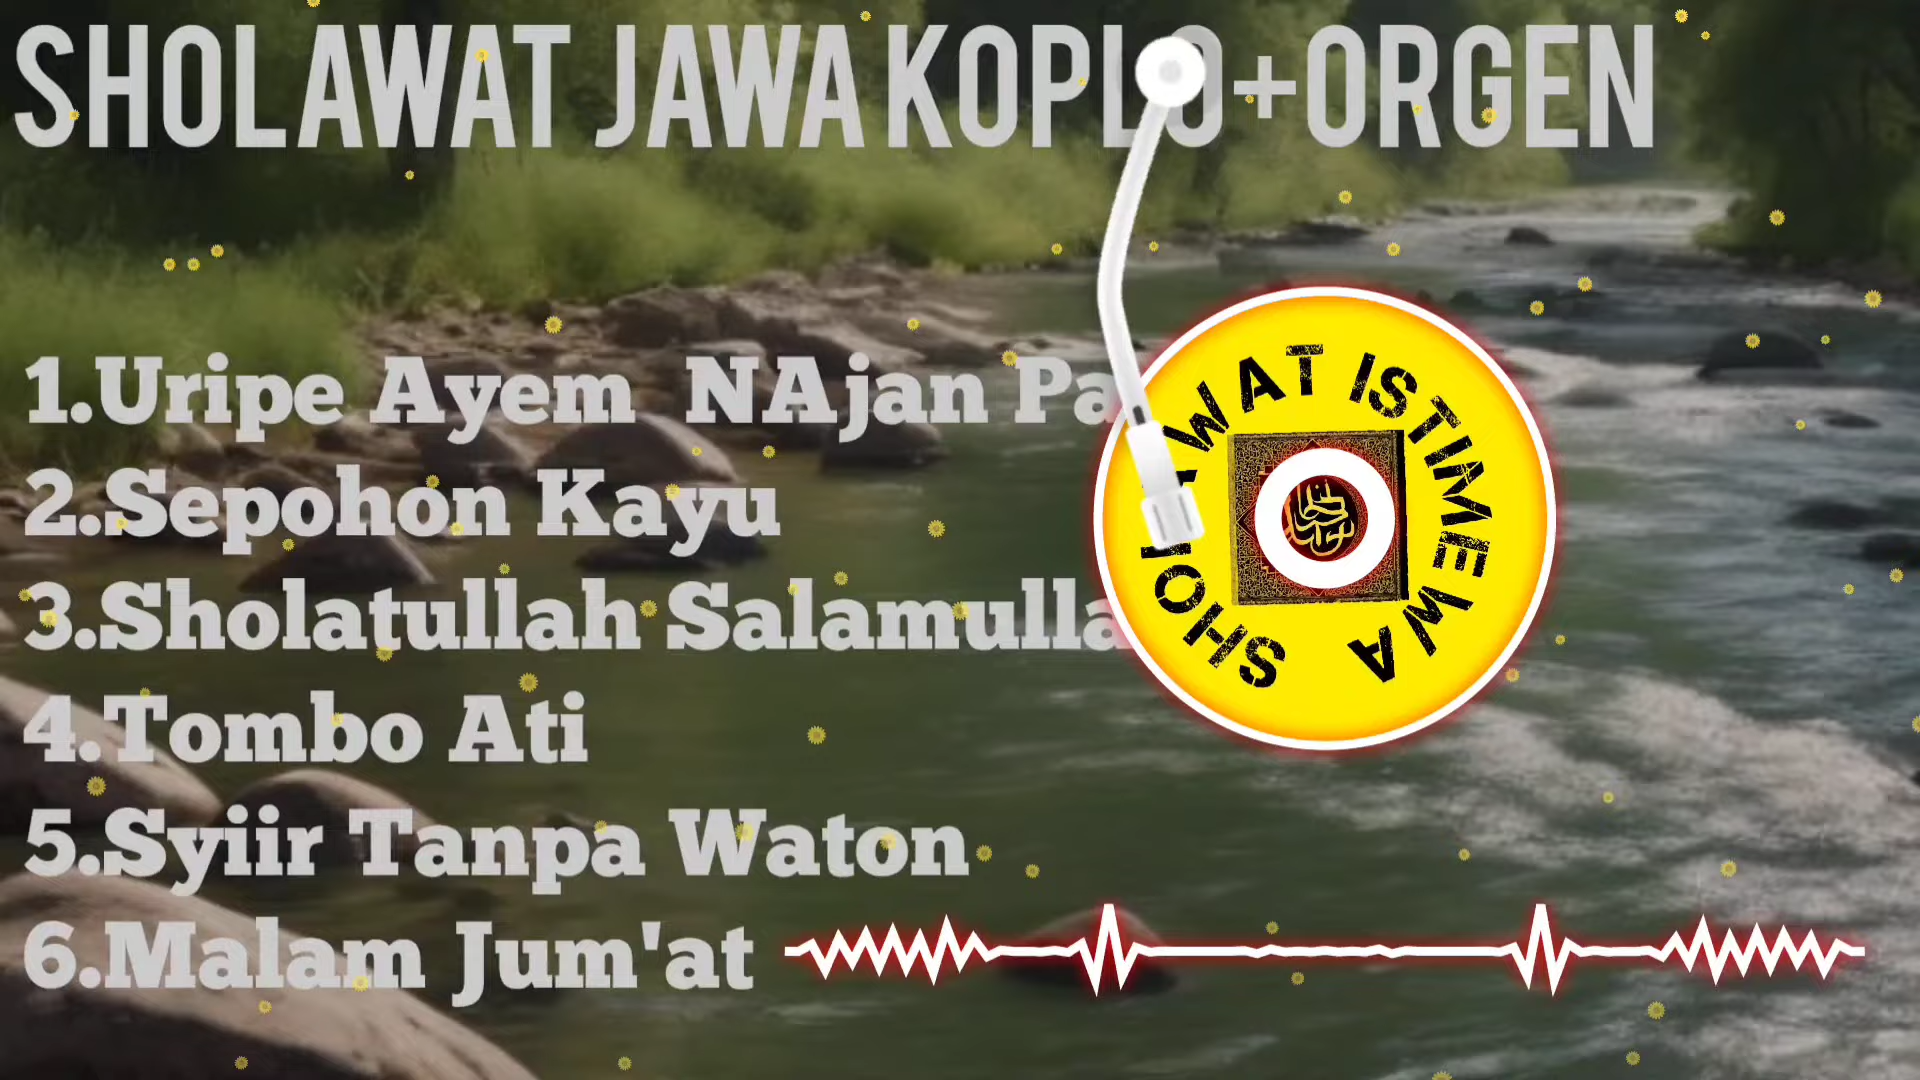 SHOLAWAT JAWA KOPLO+ORGEN
1.Uripe Ayem NAjan Pa
2.Sepohon Kayu
3.Sholatullah Salamulla
4.Tombo Ati
5.Syiir Tanpa Waton
6.Malam Jum'at
SHOLAWAT ISTIMEWA